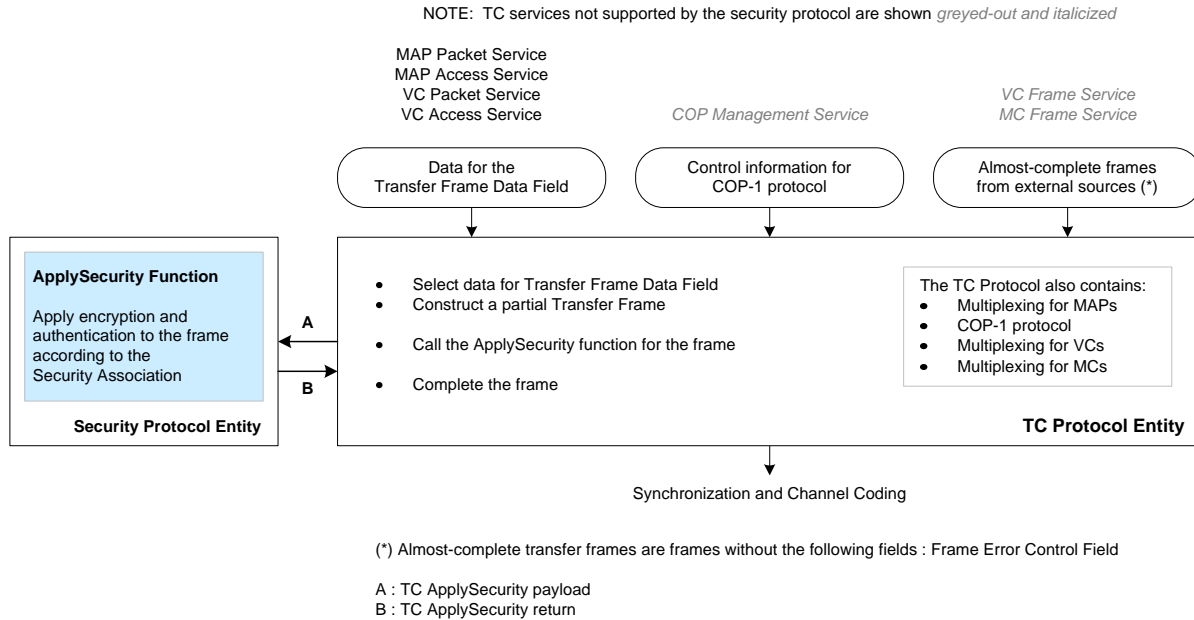 NOTE: TC services not supported by the security protocol are shown greyed-out and italicized
MAP Packet Service
MAP Access Service
VC Packet Service
VC Access Service
COP Management Service
VC Frame Service
MC Frame Service
Data for the
Transfer Frame Data Field
Control information for
COP-1 protocol
Almost-complete frames
from external sources (*)
ApplySecurity Function
Apply encryption and
authentication to the frame
according to the
Security Association
Security Protocol Entity
A
B
• Select data for Transfer Frame Data Field
• Construct a partial Transfer Frame
• Call the ApplySecurity function for the frame
• Complete the frame
The TC Protocol also contains:
• Multiplexing for MAPs
• COP-1 protocol
• Multiplexing for VCs
• Multiplexing for MCs
TC Protocol Entity
Synchronization and Channel Coding
(*) Almost-complete transfer frames are frames without the following fields : Frame Error Control Field
A : TC ApplySecurity payload
B : TC ApplySecurity return